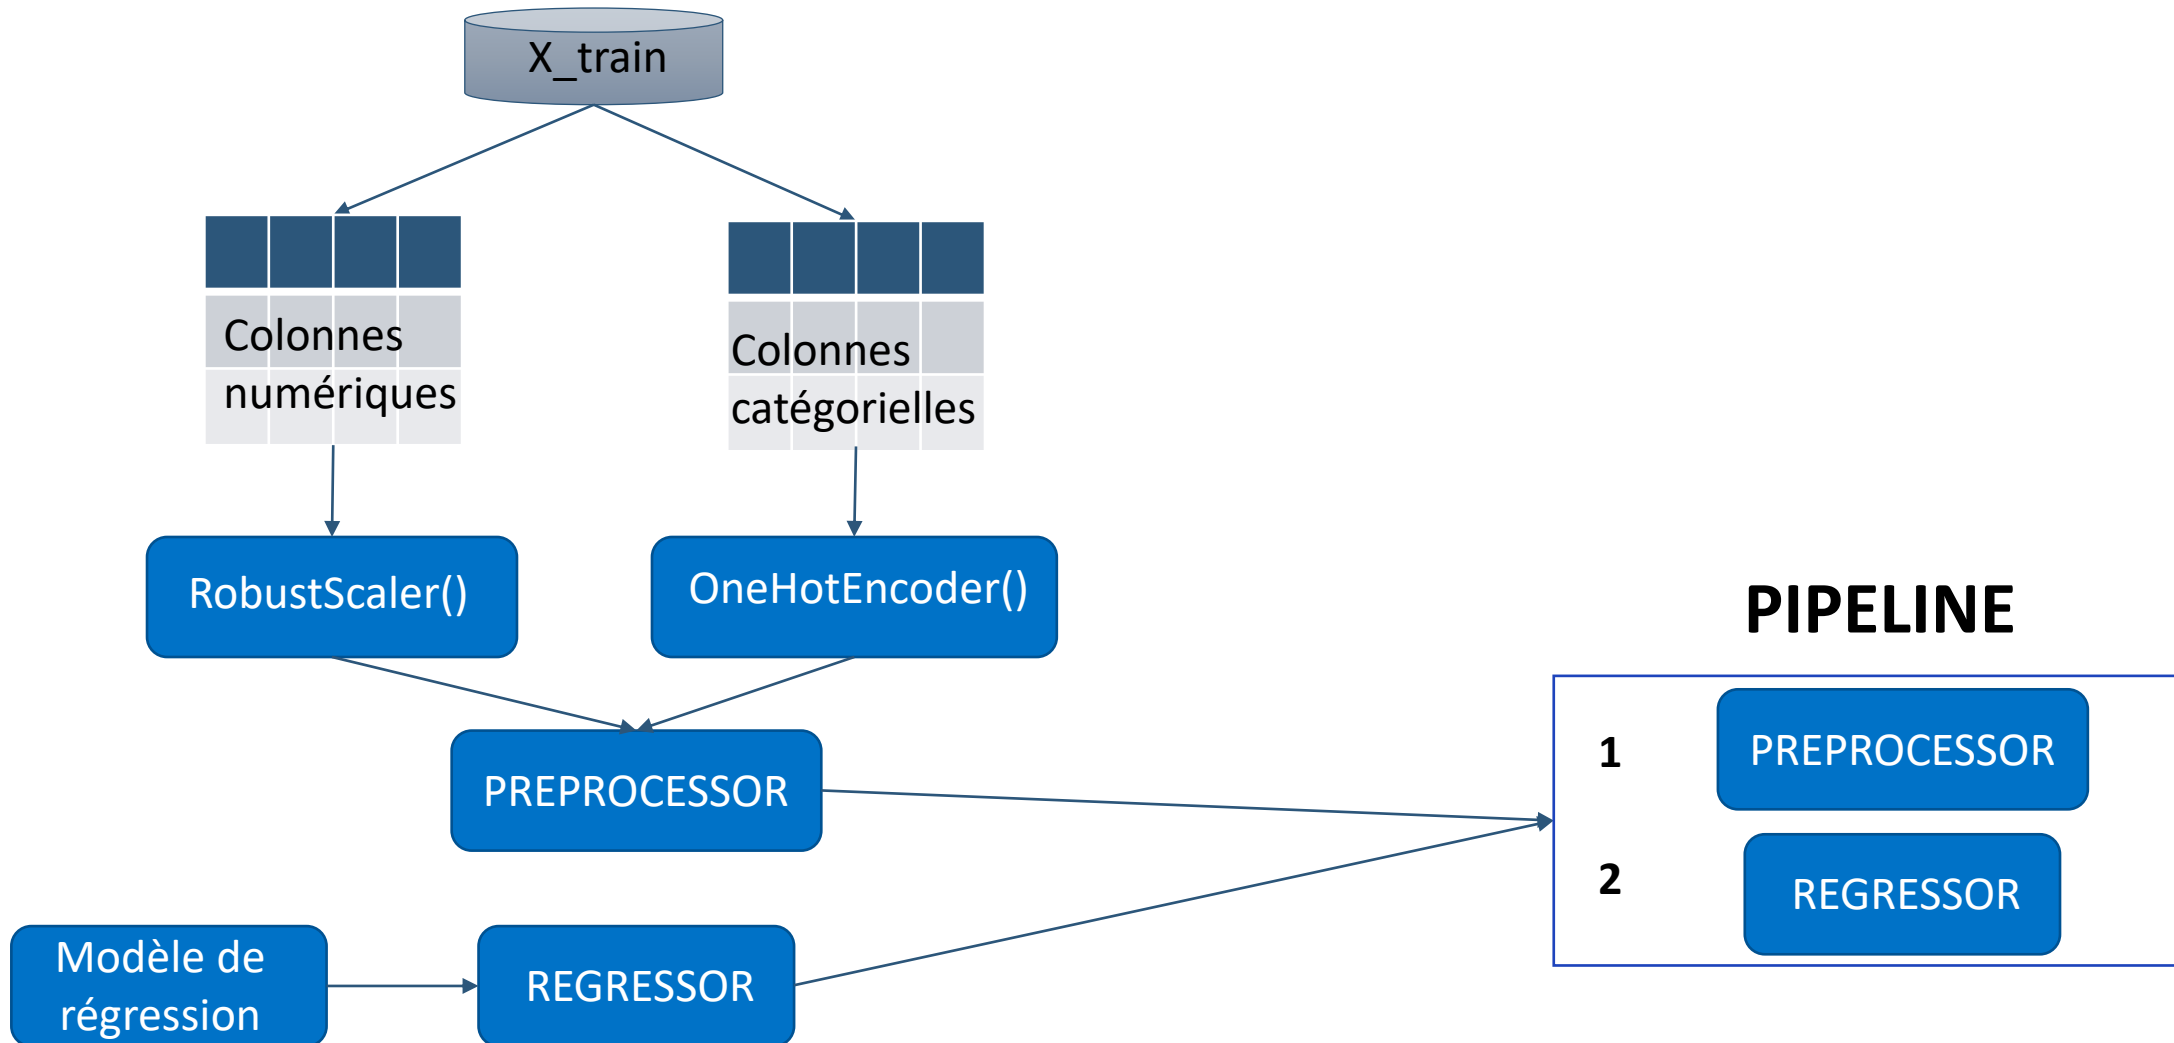 X_train
Colonnes
numériques
Colonnes
catégorielles
RobustScaler()
OneHotEncoder()
PIPELINE
1
PREPROCESSOR
PREPROCESSOR
2
REGRESSOR
Modèle de
régression
REGRESSOR